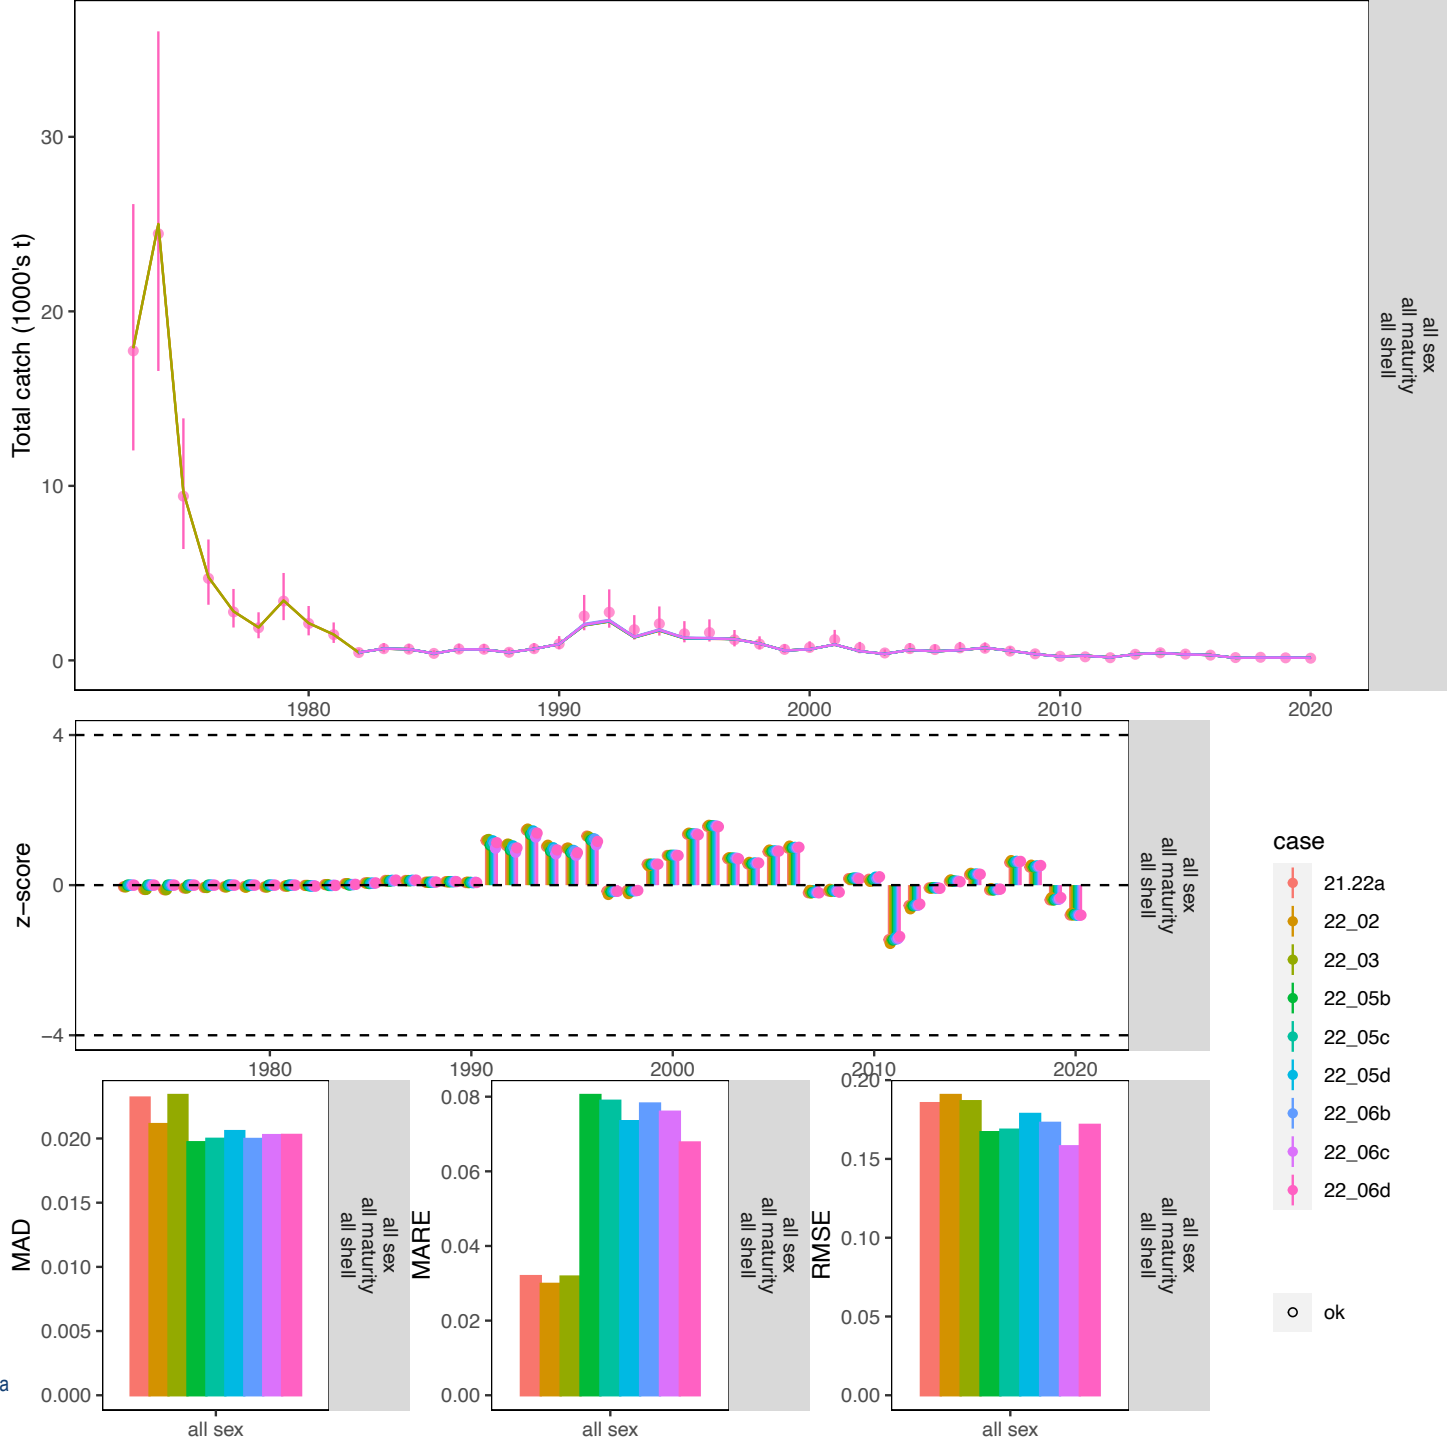 Total catch (1000's t)
30
20
10
0
1980
1990
2000
2010
2020
all sex
all maturity
all shell
z−score
4
0
−4
1980
1990
2000
2010
2020
all sex
all maturity
all shell
case
21.22a
22_02
22_03
22_05b
22_05c
22_05d
22_06b
22_06c
22_06d
ok
MAD
0.020
0.015
0.010
0.005
0.000
all sex
all sex
all maturity
all shell
MARE
0.08
0.06
0.04
0.02
0.00
all sex
all sex
all maturity
all shell
RMSE
0.20
0.15
0.10
0.05
0.00
all sex
all sex
all maturity
all shell
a